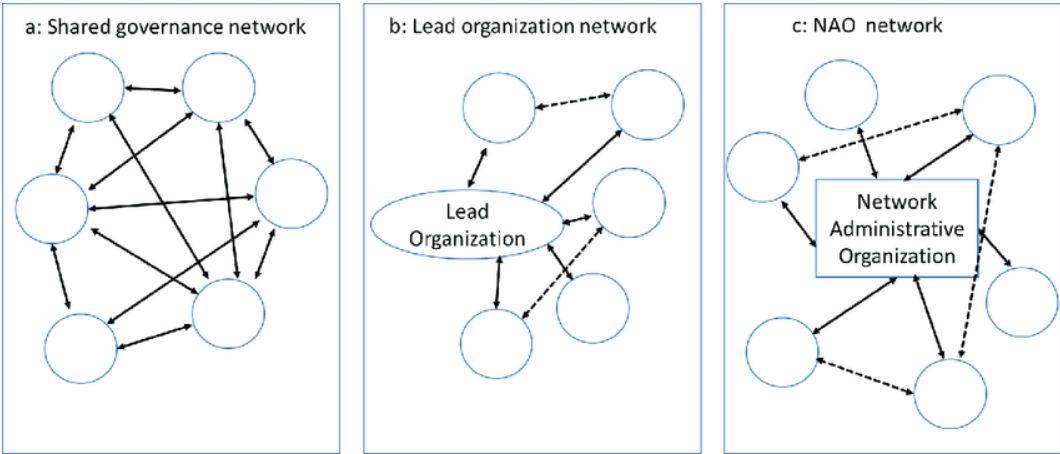 a: Shared governance network
b: Lead organization network
c: NAO network
Lead
Organization
Network
Administrative
Organization